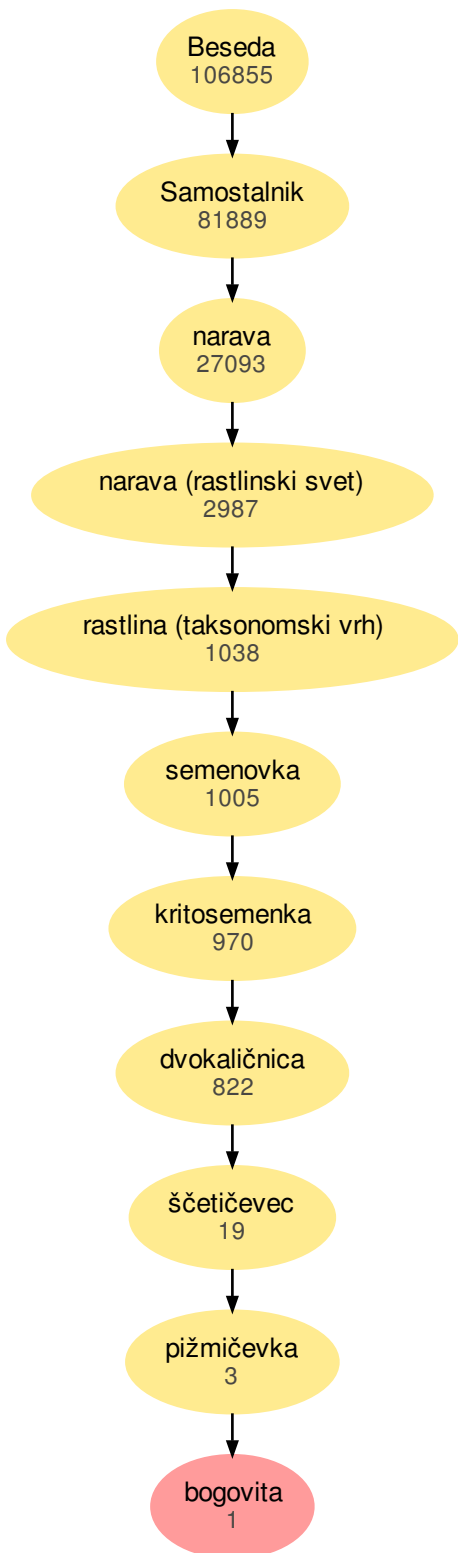 Beseda
106855
Samostalnik
81889
narava
27093
narava (rastlinski svet)
2987
rastlina (taksonomski vrh)
1038
semenovka
1005
kritosemenka
970
dvokaličnica
822
ščetičevec
19
pižmičevka
3
bogovita
1